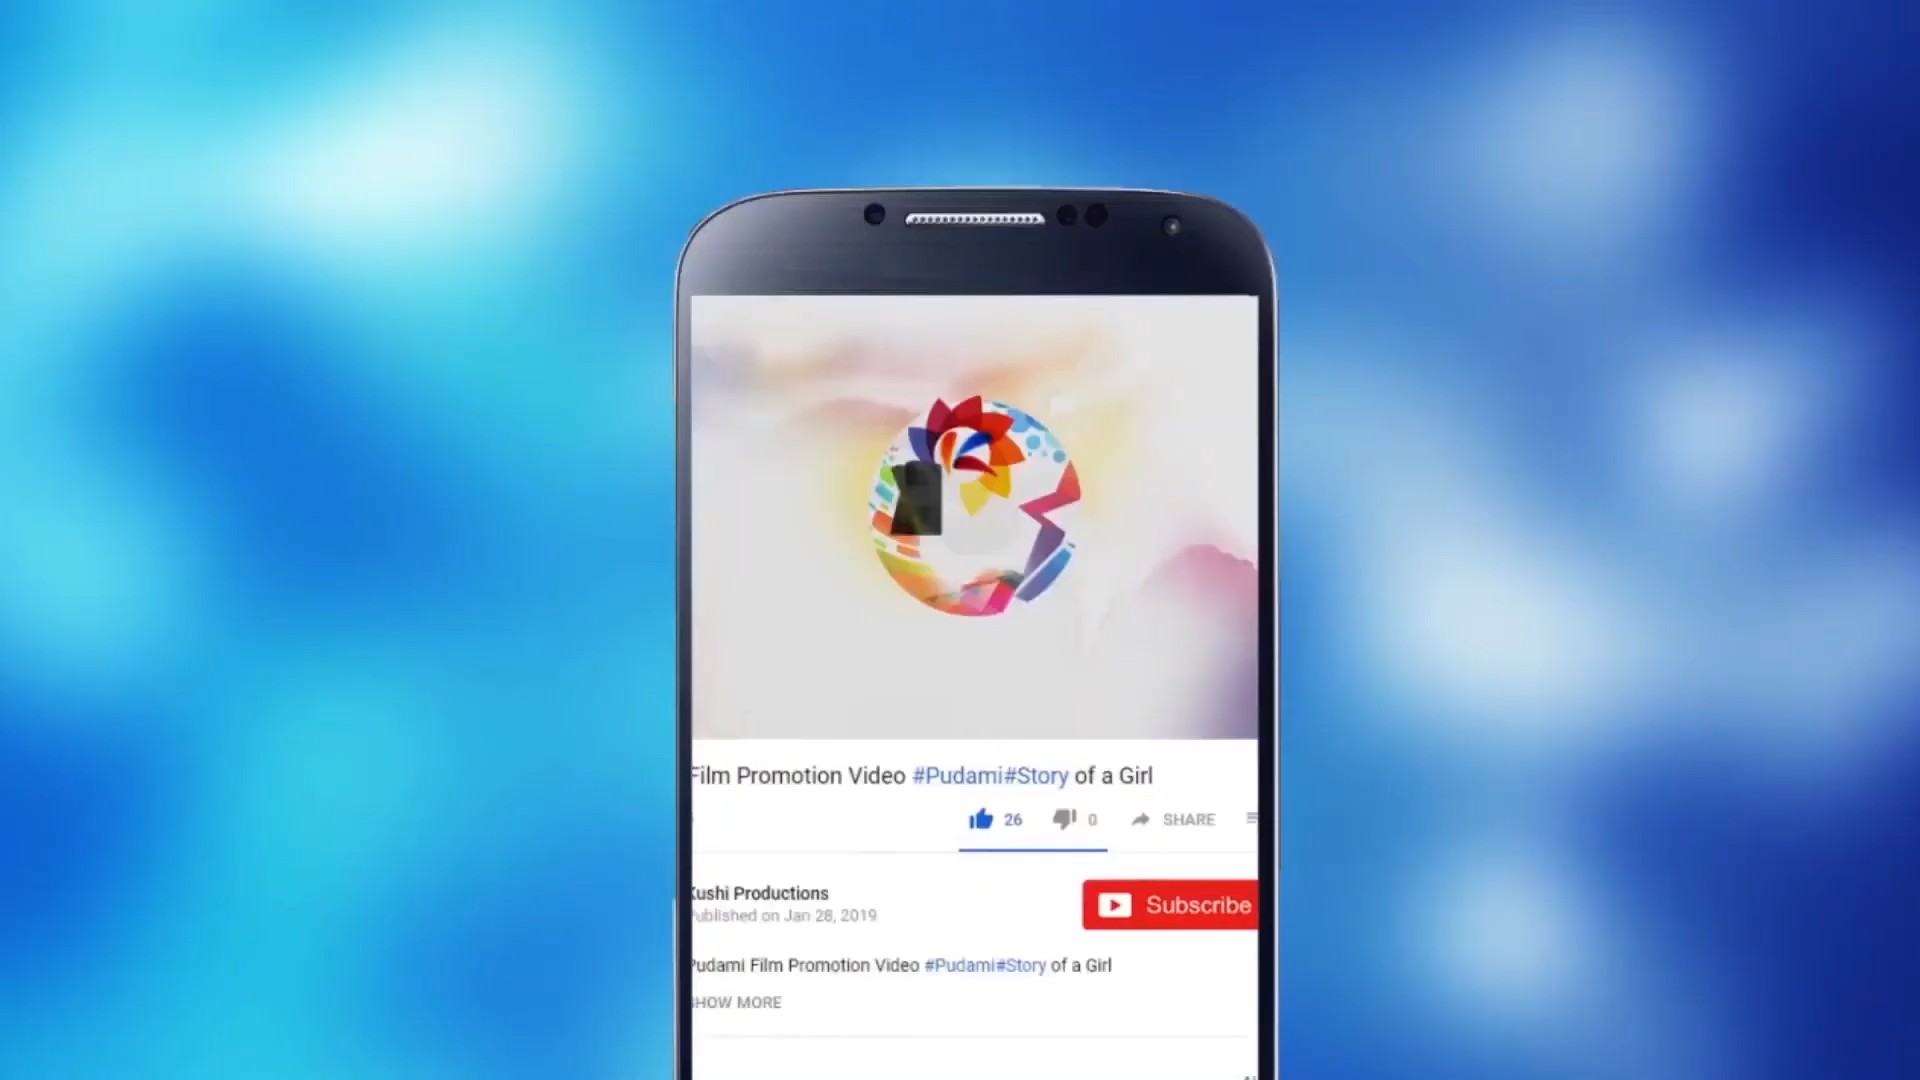 Film Promotion Video #Pudami#Story of a Girl
26 0 SHARE
Kushi Productions
Published on Jan 28, 2019
Subscribe
Pudami Film Promotion Video #Pudami#Story of a Girl
SHOW MORE